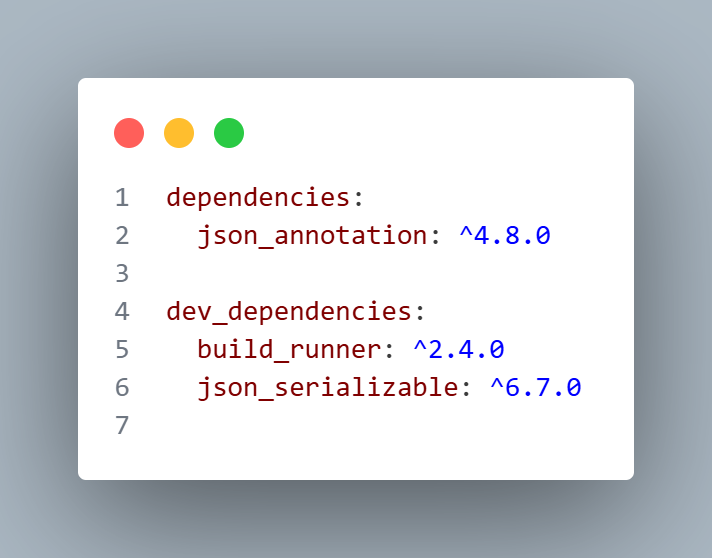 1 dependencies:
2   json_annotation: ^4.8.0
3
4 dev_dependencies:
5   build_runner: ^2.4.0
6   json_serializable: ^6.7.0
7